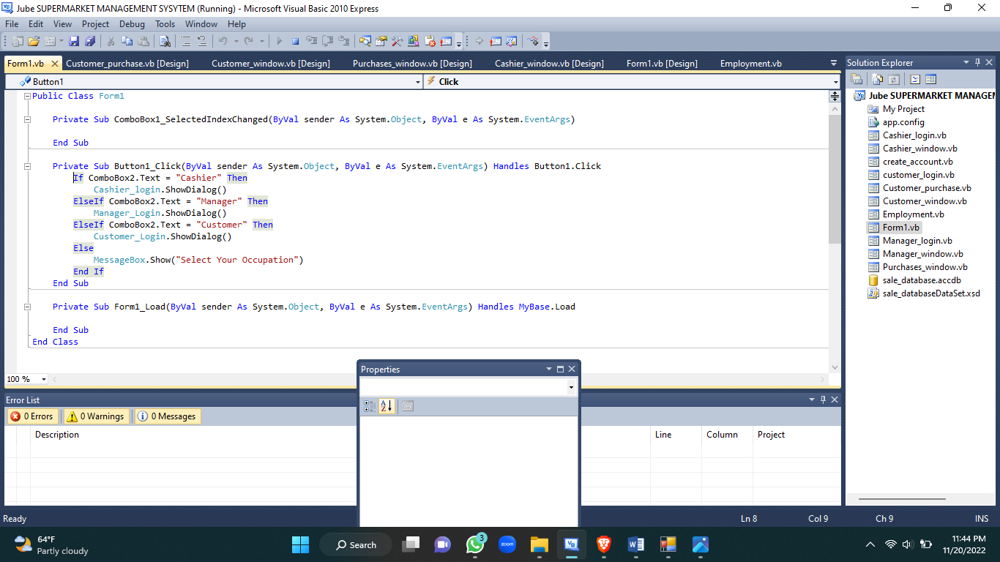 Jube SUPERMARKET MANAGEMENT SYSYTEM (Running) - Microsoft Visual Basic 2010 Express
File Edit View Project Debug Tools Window Help
Form1.vb Customer_purchase.vb [Design] Customer_window.vb [Design] Purchases_window.vb [Design] Cashier_window.vb [Design] Form1.vb [Design] Employment.vb
Button1 Click
Public Class Form1
Private Sub ComboBox1_SelectedIndexChanged(ByVal sender As System.Object, ByVal e As System.EventArgs)
End Sub
Private Sub Button1_Click(ByVal sender As System.Object, ByVal e As System.EventArgs) Handles Button1.Click
If ComboBox2.Text = "Cashier" Then
Cashier_login.ShowDialog()
ElseIf ComboBox2.Text = "Manager" Then
Manager_Login.ShowDialog()
ElseIf ComboBox2.Text = "Customer" Then
Customer_Login.ShowDialog()
Else
MessageBox.Show("Select Your Occupation")
End If
End Sub
Private Sub Form1_Load(ByVal sender As System.Object, ByVal e As System.EventArgs) Handles MyBase.Load
End Sub
End Class
100 %
Solution Explorer
Jube SUPERMARKET MANAGEM
My Project
app.config
Cashier_login.vb
Cashier_window.vb
create_account.vb
customer_login.vb
Customer_purchase.vb
Customer_window.vb
Employment.vb
Form1.vb
Manager_login.vb
Manager_window.vb
Purchases_window.vb
sale_database.accdb
sale_databaseDataSet.xsd
Properties
Error List
0 Errors 0 Warnings 0 Messages
Description Line Column Project
Ready Ln 8 Col 9 Ch 9 INS
64°F
Partly cloudy
Search
3
zoom
11:44 PM
11/20/2022